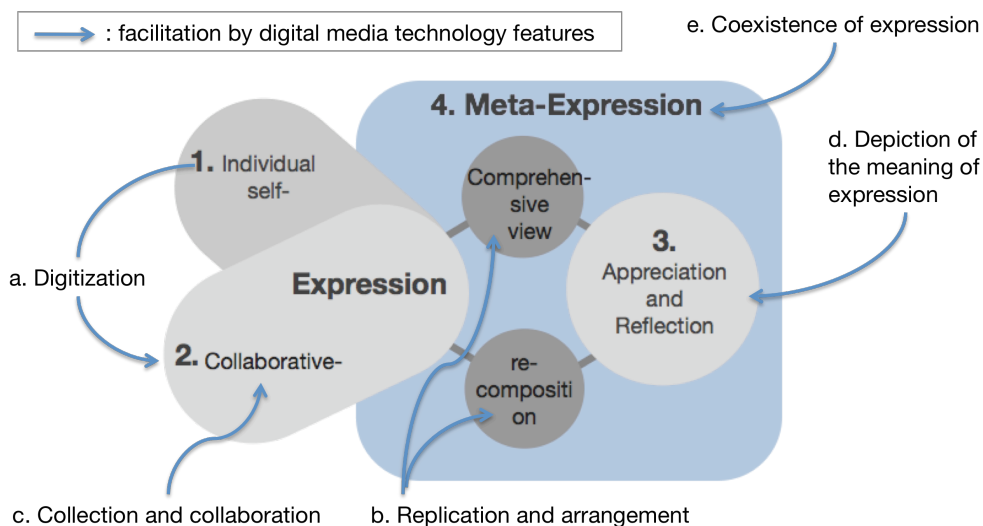 : facilitation by digital media technology features
e. Coexistence of expression
4. Meta-Expression
d. Depiction of
the meaning of
expression
1. Individual
self-
Comprehen-
sive
view
3.
Appreciation
and
Reflection
a. Digitization
Expression
2. Collaborative-
re-
compositi
on
c. Collection and collaboration
b. Replication and arrangement